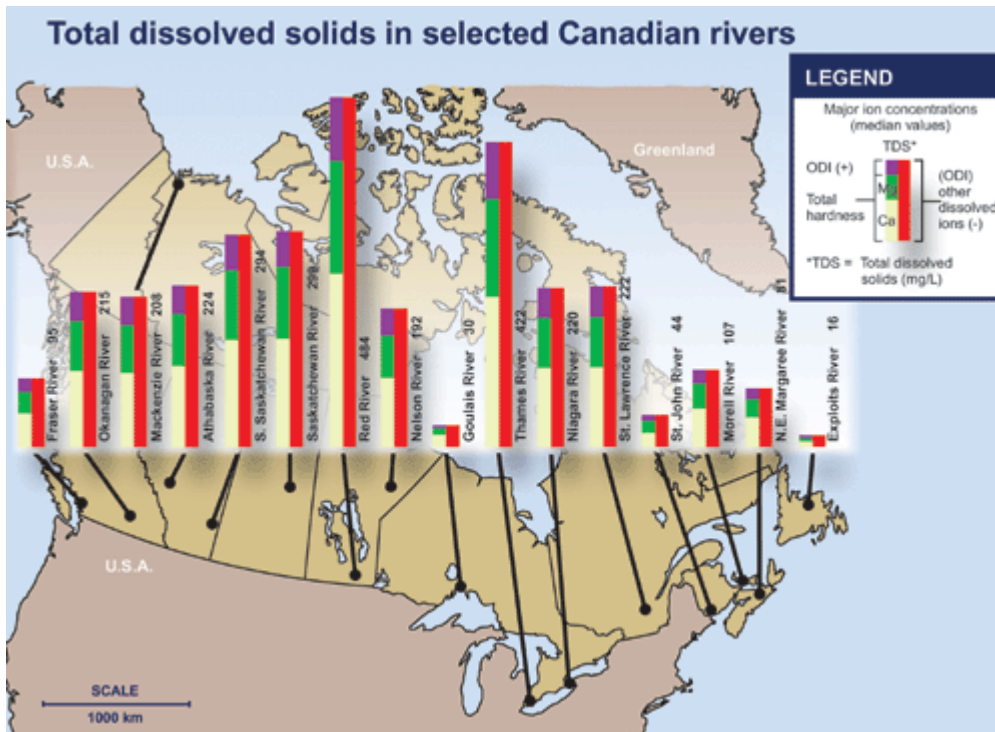 Total dissolved solids in selected Canadian rivers
LEGEND
Major ion concentrations
(median values)
TDS*
ODI (+)
Mg
Total
hardness
Ca
(ODI)
other
dissolved
ions (-)
*TDS = Total dissolved
solids (mg/L)
U.S.A.
Greenland
Fraser River 95
Okanagan River 215
Mackenzie River 208
Athabaska River 224
S. Saskatchewan River 294
Saskatchewan River 299
Red River 484
Nelson River 192
Goulais River 30
Thames River 422
Niagara River 220
St. Lawrence River 222
St. John River 44
Morell River 107
N.E. Margaree River 81
Exploits River 16
U.S.A.
SCALE
1000 km